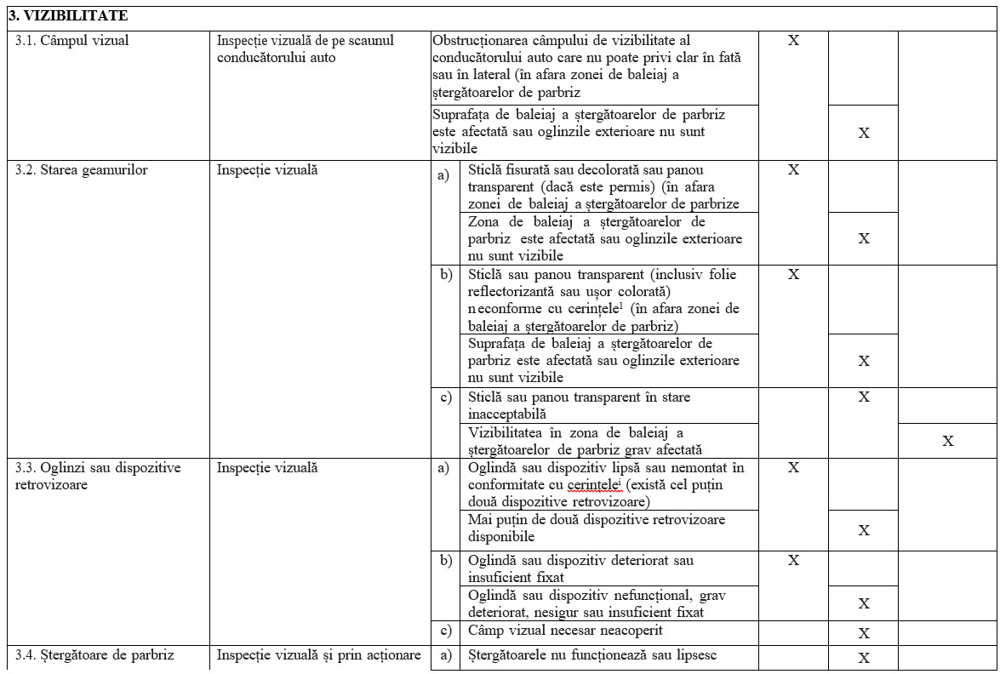 3. VIZIBILITATE
3.1. Câmpul vizual
Inspecție vizuală de pe scaunul
conducătorului auto
Obstrucționarea câmpului de vizibilitate al
conducătorului auto care nu poate privi clar în fată
sau în lateral (în afara zonei de baleiaj a
ștergătoarelor de parbriz
X
Suprafața de baleiaj a ștergătoarelor de parbriz
este afectată sau oglinzile exterioare nu sunt
vizibile
X
3.2. Starea geamurilor
Inspecție vizuală
a)
Sticlă fisurată sau decolorată sau panou
transparent (dacă este permis) (în afara
zonei de baleiaj a ștergătoarelor de parbrize
X
Zona de baleiaj a ștergătoarelor de
parbriz este afectată sau oglinzile exterioare
nu sunt vizibile
X
b)
Sticlă sau panou transparent (inclusiv folie
reflectorizantă sau ușor colorată)
neconforme cu cerințele¹ (în afara zonei de
baleiaj a ștergătoarelor de parbriz)
X
Suprafața de baleiaj a ștergătoarelor de
parbriz este afectată sau oglinzile exterioare
nu sunt vizibile
X
c)
Sticlă sau panou transparent în stare
inacceptabilă
X
Vizibilitatea în zona de baleiaj a
ștergătoarelor de parbriz grav afectată
X
3.3. Oglinzi sau dispozitive
retrovizoare
Inspecție vizuală
a)
Oglindă sau dispozitiv lipsă sau nemontat în
conformitate cu cerințeleⁱ (există cel puțin
două dispozitive retrovizoare)
X
Mai puțin de două dispozitive retrovizoare
disponibile
X
b)
Oglindă sau dispozitiv deteriorat sau
insuficient fixat
X
Oglindă sau dispozitiv nefuncțional, grav
deteriorat, nesigur sau insuficient fixat
X
c)
Câmp vizual necesar neacoperit
X
3.4. Ștergătoare de parbriz
Inspecție vizuală și prin acționare
a)
Ștergătoarele nu funcționează sau lipsesc
X